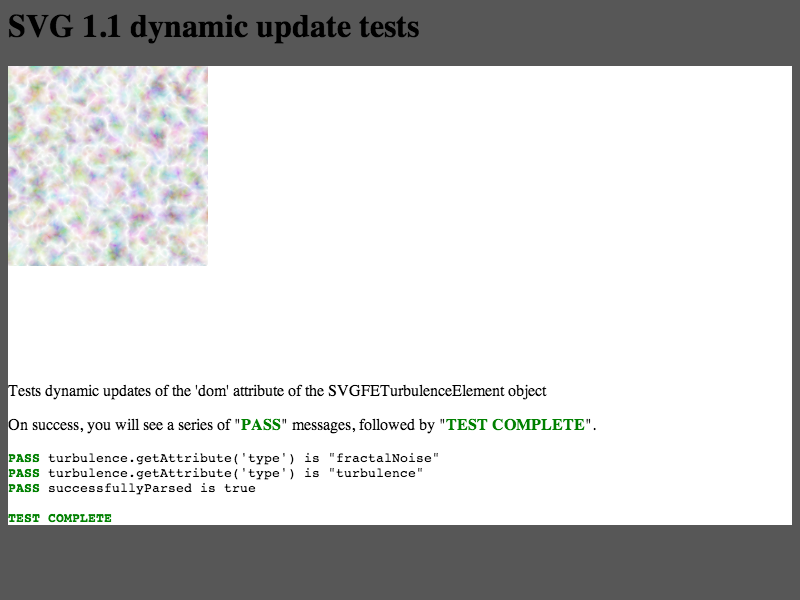 SVG 1.1 dynamic update tests
Tests dynamic updates of the 'dom' attribute of the SVGFETurbulenceElement object
On success, you will see a series of "PASS" messages, followed by "TEST COMPLETE".
PASS turbulence.getAttribute('type') is "fractalNoise"
PASS turbulence.getAttribute('type') is "turbulence"
PASS successfullyParsed is true
TEST COMPLETE